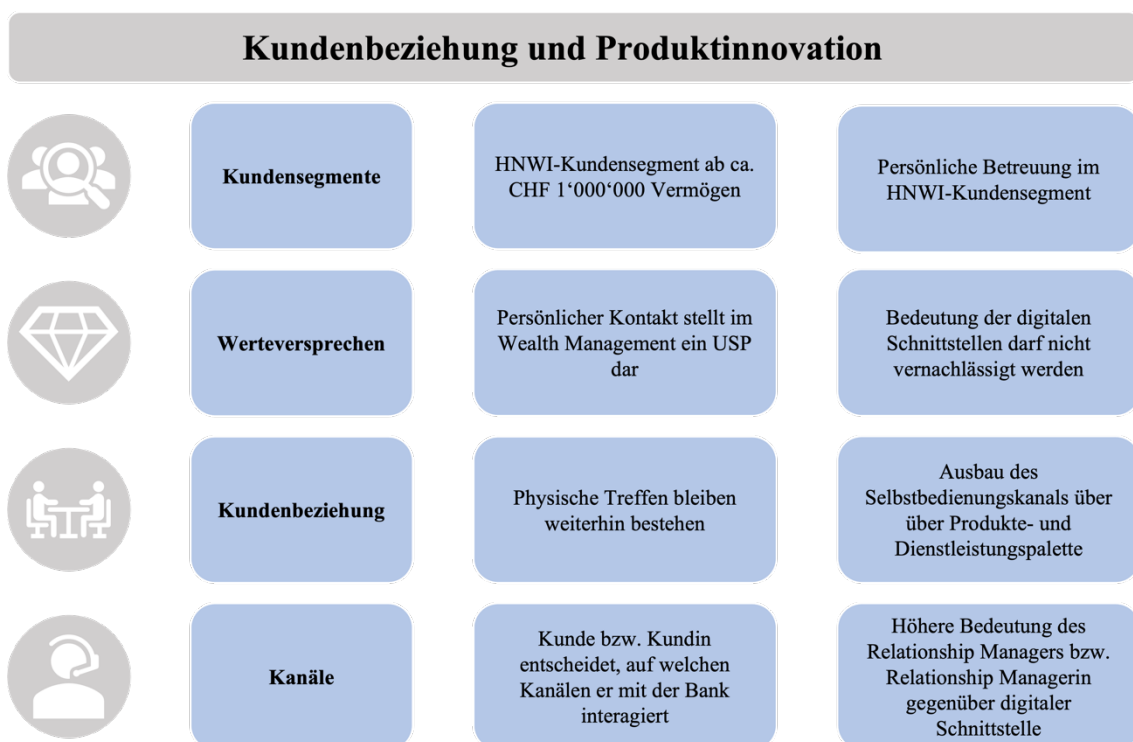 Kundenbeziehung und Produktinnovation
Kundensegmente
HNWI-Kundensegment ab ca.
CHF 1‘000‘000 Vermögen
Persönliche Betreuung im
HNWI-Kundensegment
Werteversprechen
Persönlicher Kontakt stellt im
Wealth Management ein USP
dar
Bedeutung der digitalen
Schnittstellen darf nicht
vernachlässigt werden
Kundenbeziehung
Physische Treffen bleiben
weiterhin bestehen
Ausbau des
Selbstbedienungskanals über
über Produkte- und
Dienstleistungspalette
Kanäle
Kunde bzw. Kundin
entscheidet, auf welchen
Kanälen er mit der Bank
interagiert
Höhere Bedeutung des
Relationship Managers bzw.
Relationship Managerin
gegenüber digitaler
Schnittstelle